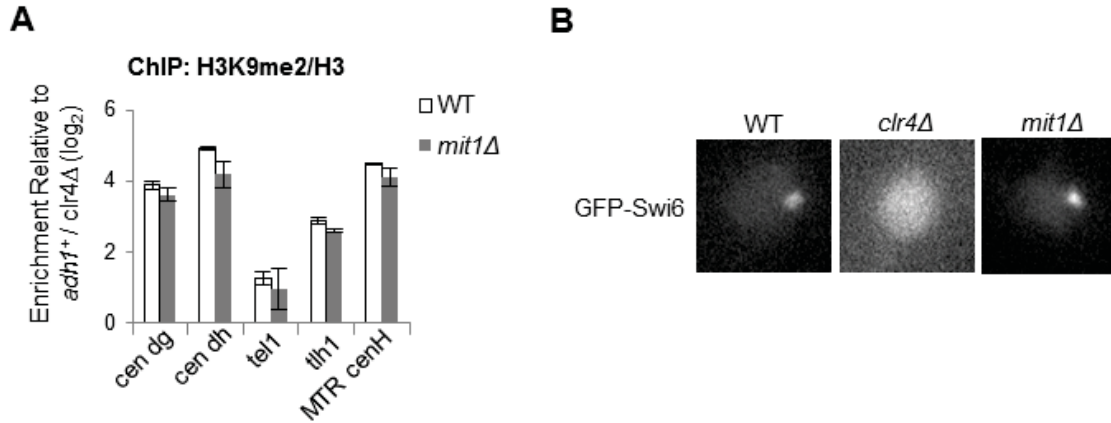 A
ChIP: H3K9me2/H3
WT
mit1Δ
Enrichment Relative to
adh1⁺ / clr4Δ (log₂)
6
4
2
0
cen dg
cen dh
tel1
tlh1
MTR cenH
B
WT
clr4Δ
mit1Δ
GFP-Swi6